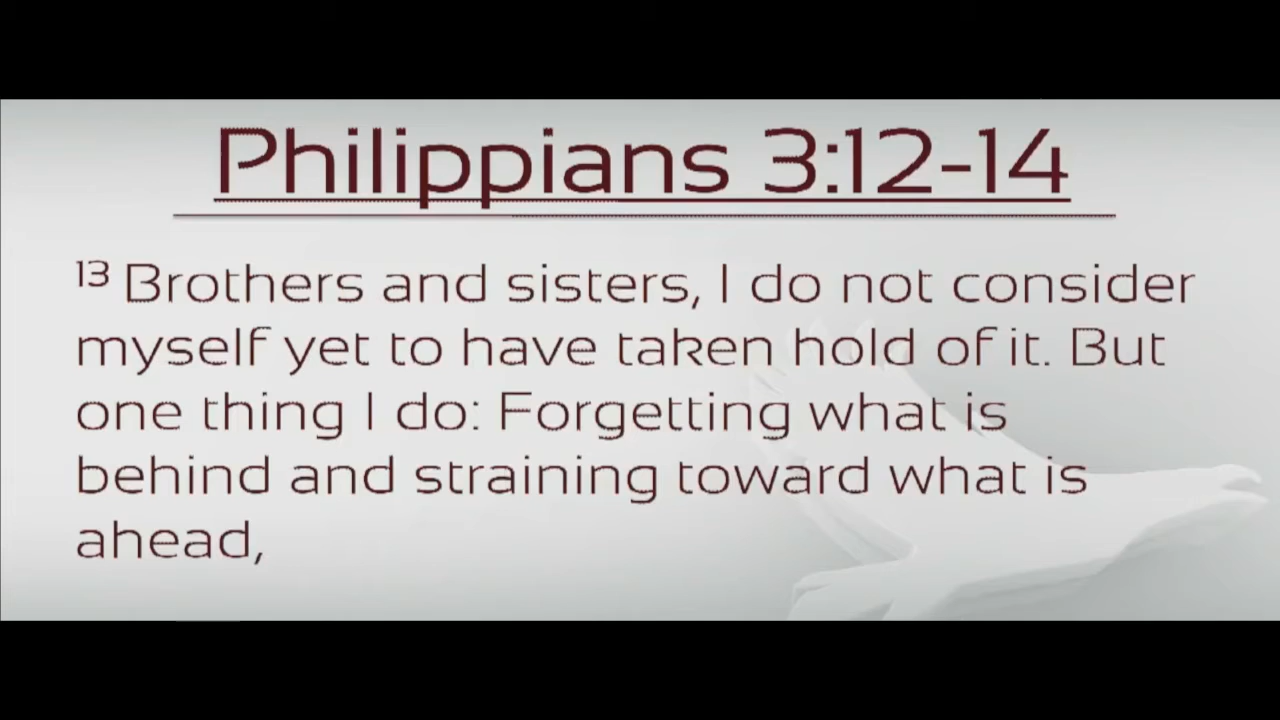 Philippians 3:12-14
13 Brothers and sisters, I do not consider
myself yet to have taken hold of it. But
one thing I do: Forgetting what is
behind and straining toward what is
ahead,